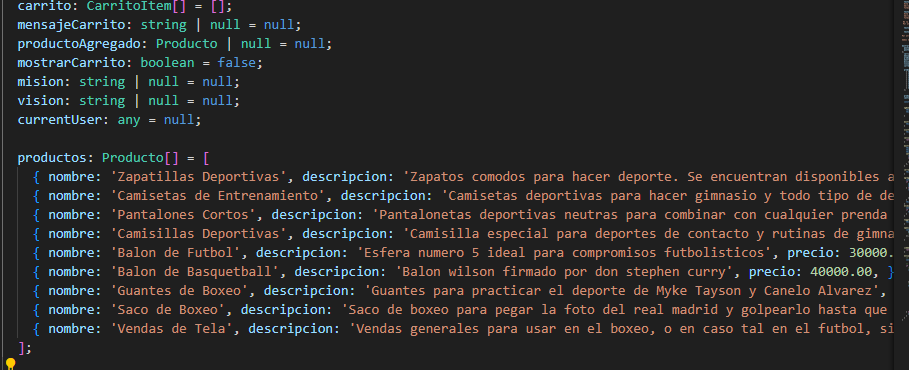 carrito: CarritoItem[] = [];
mensajeCarrito: string | null = null;
productoAgregado: Producto | null = null;
mostrarCarrito: boolean = false;
mision: string | null = null;
vision: string | null = null;
currentUser: any = null;
productos: Producto[] = [
{ nombre: 'Zapatillas Deportivas', descripcion: 'Zapatos comodos para hacer deporte. Se encuentran disponibles a
{ nombre: 'Camisetas de Entrenamiento', descripcion: 'Camisetas deportivas para hacer gimnasio y todo tipo de de
{ nombre: 'Pantalones Cortos', descripcion: 'Pantalonetas deportivas neutras para combinar con cualquier prenda
{ nombre: 'Camisillas Deportivas', descripcion: 'Camisilla especial para deportes de contacto y rutinas de gimna
{ nombre: 'Balon de Futbol', descripcion: 'Esfera numero 5 ideal para compromisos futbolisticos', precio: 30000.
{ nombre: 'Balon de Basquetball', descripcion: 'Balon wilson firmado por don stephen curry', precio: 40000.00, }
{ nombre: 'Guantes de Boxeo', descripcion: 'Guantes para practicar el deporte de Myke Tayson y Canelo Alvarez',
{ nombre: 'Saco de Boxeo', descripcion: 'Saco de boxeo para pegar la foto del real madrid y golpearlo hasta que
{ nombre: 'Vendas de Tela', descripcion: 'Vendas generales para usar en el boxeo, o en caso tal en el futbol, si
];